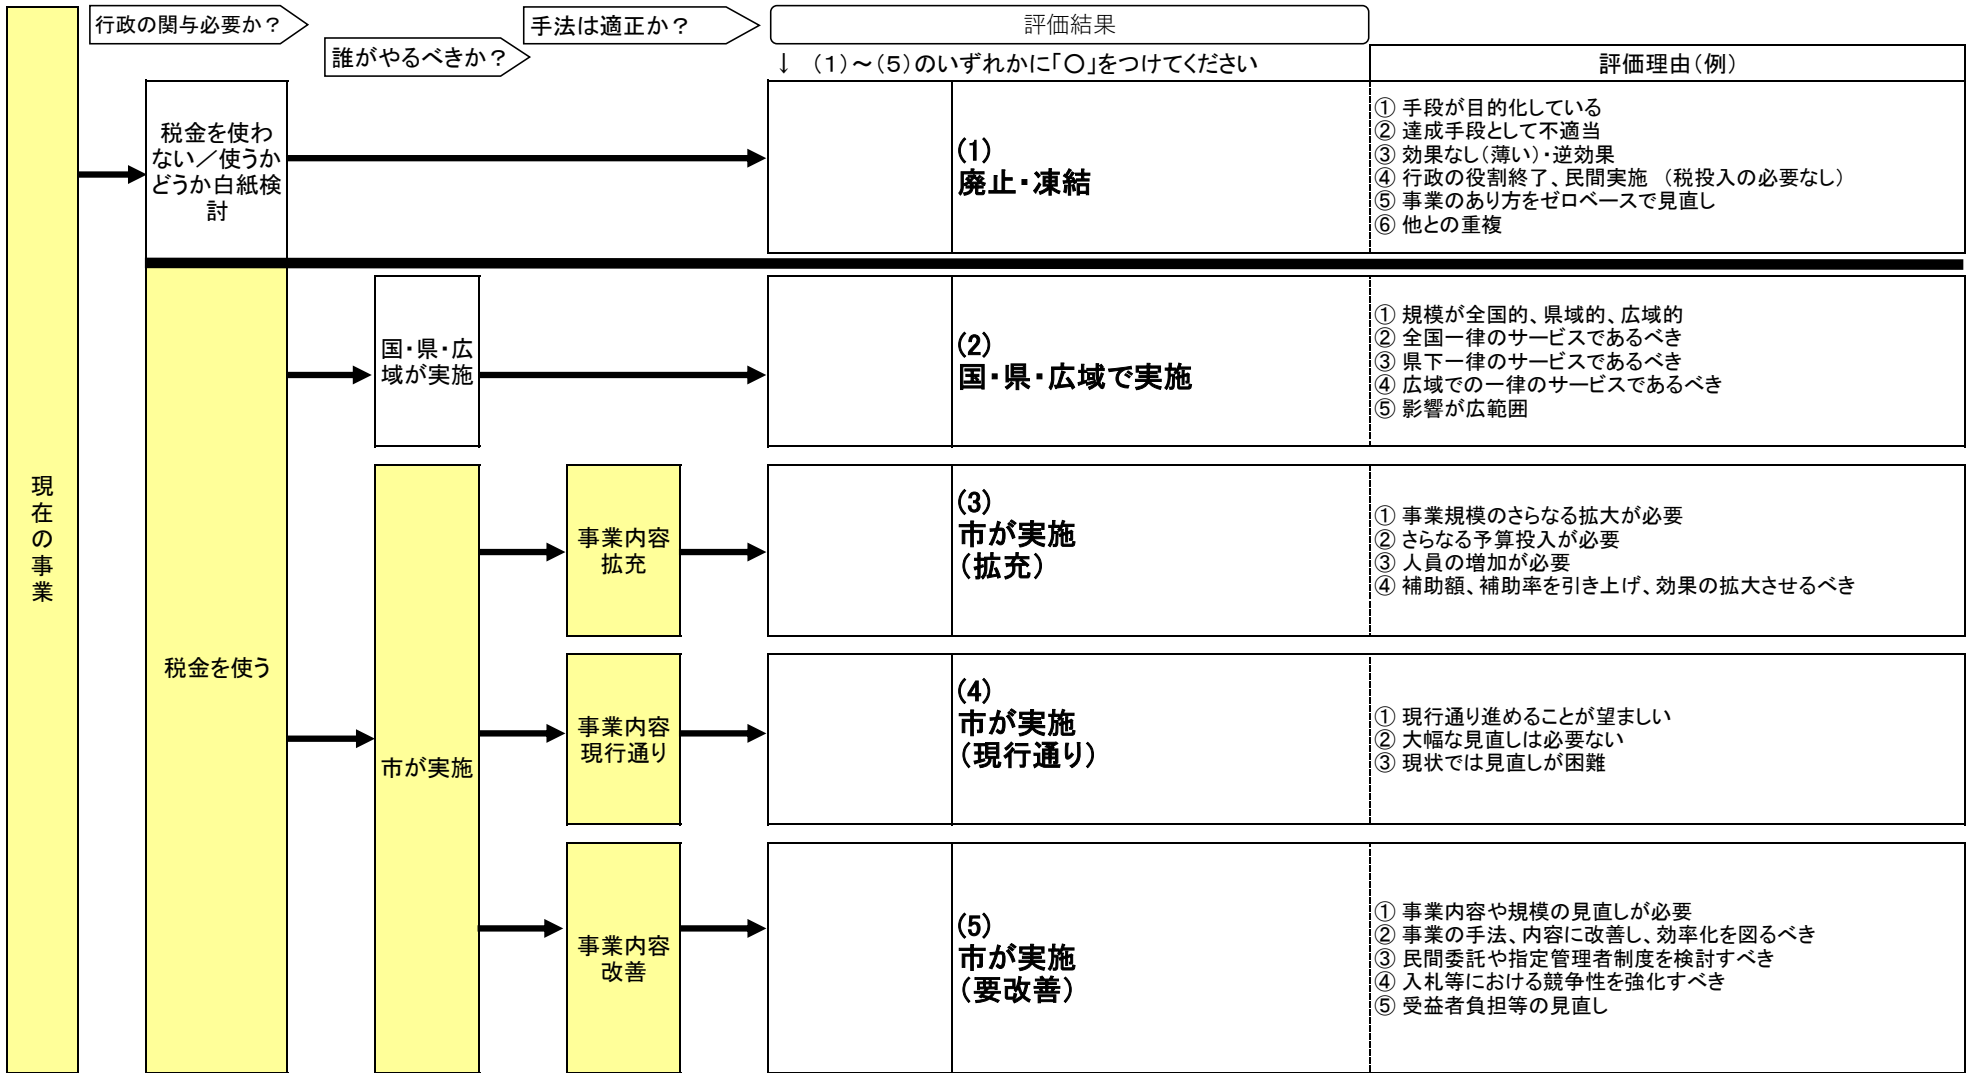 行政の関与必要か？
誰がやるべきか？
手法は適正か？
評価結果
↓ （１）～（５）のいずれかに「〇」をつけてください
評価理由（例）
現在の事業
税金を使わ
ない／使うか
どうか白紙検
討
(1)
廃止・凍結
① 手段が目的化している
② 達成手段として不適当
③ 効果なし（薄い）・逆効果
④ 行政の役割終了、民間実施 （税投入の必要なし）
⑤ 事業のあり方をゼロベースで見直し
⑥ 他との重複
税金を使う
国・県・広
域が実施
(2)
国・県・広域で実施
① 規模が全国的、県域的、広域的
② 全国一律のサービスであるべき
③ 県下一律のサービスであるべき
④ 広域での一律のサービスであるべき
⑤ 影響が広範囲
市が実施
事業内容
拡充
(3)
市が実施
（拡充）
① 事業規模のさらなる拡大が必要
② さらなる予算投入が必要
③ 人員の増加が必要
④ 補助額、補助率を引き上げ、効果の拡大させるべき
事業内容
現行通り
(4)
市が実施
（現行通り）
① 現行通り進めることが望ましい
② 大幅な見直しは必要ない
③ 現状では見直しが困難
事業内容
改善
(5)
市が実施
（要改善）
① 事業内容や規模の見直しが必要
② 事業の手法、内容に改善し、効率化を図るべき
③ 民間委託や指定管理者制度を検討すべき
④ 入札等における競争性を強化すべき
⑤ 受益者負担等の見直し